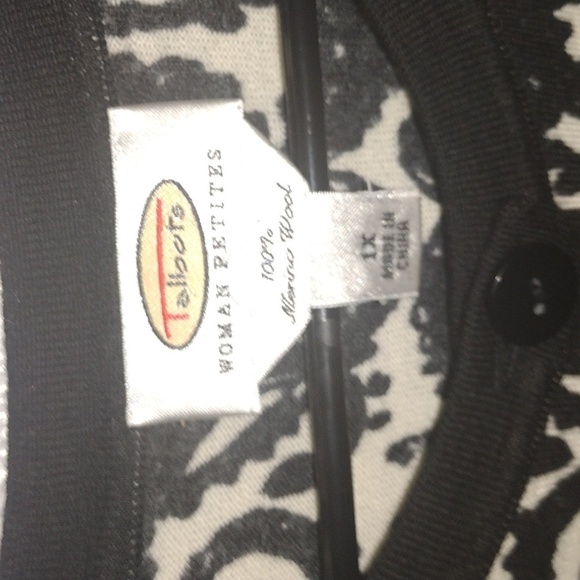 Talbots
WOMAN PETITES
100%
Merino Wool
1X
MADE IN
CHINA